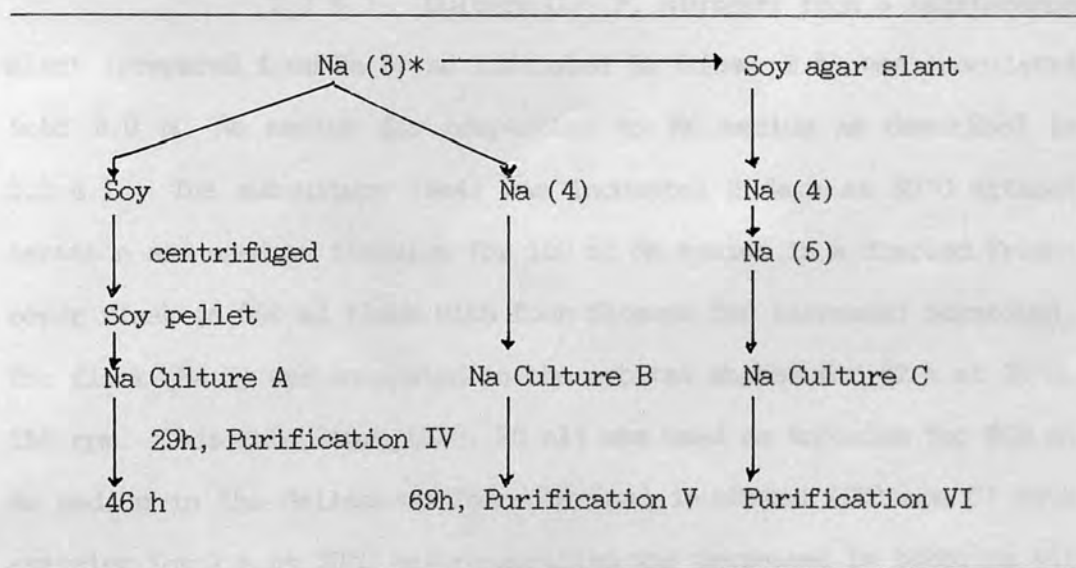 Na (3)* Soy agar slant
Soy Na (4) Na (4)
centrifuged Na (5)
Soy pellet
Na Culture A Na Culture B Na Culture C
29h, Purification IV
46 h 69h, Purification V Purification VI